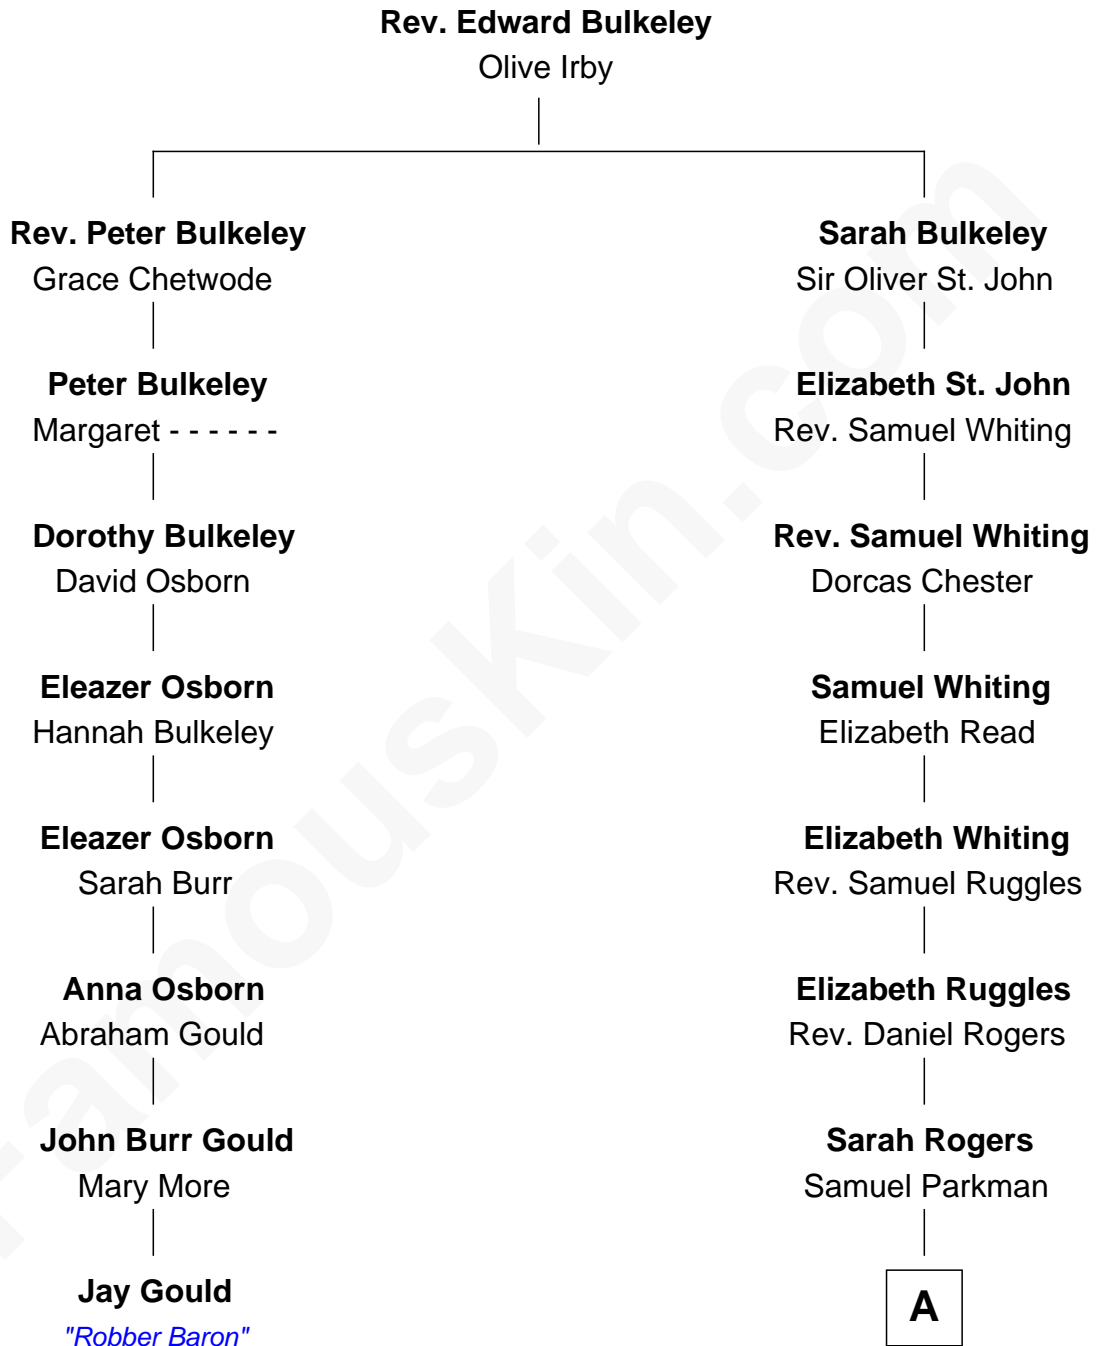 Rev. Edward Bulkeley
Olive Irby
Rev. Peter Bulkeley
Grace Chetwode
Sarah Bulkeley
Sir Oliver St. John
Peter Bulkeley
Margaret - - - - - -
Elizabeth St. John
Rev. Samuel Whiting
Dorothy Bulkeley
David Osborn
Rev. Samuel Whiting
Dorcas Chester
Eleazer Osborn
Hannah Bulkeley
Samuel Whiting
Elizabeth Read
Eleazer Osborn
Sarah Burr
Elizabeth Whiting
Rev. Samuel Ruggles
Anna Osborn
Abraham Gould
Elizabeth Ruggles
Rev. Daniel Rogers
John Burr Gould
Mary More
Sarah Rogers
Samuel Parkman
Jay Gould
"Robber Baron"
A
FamousKin.com